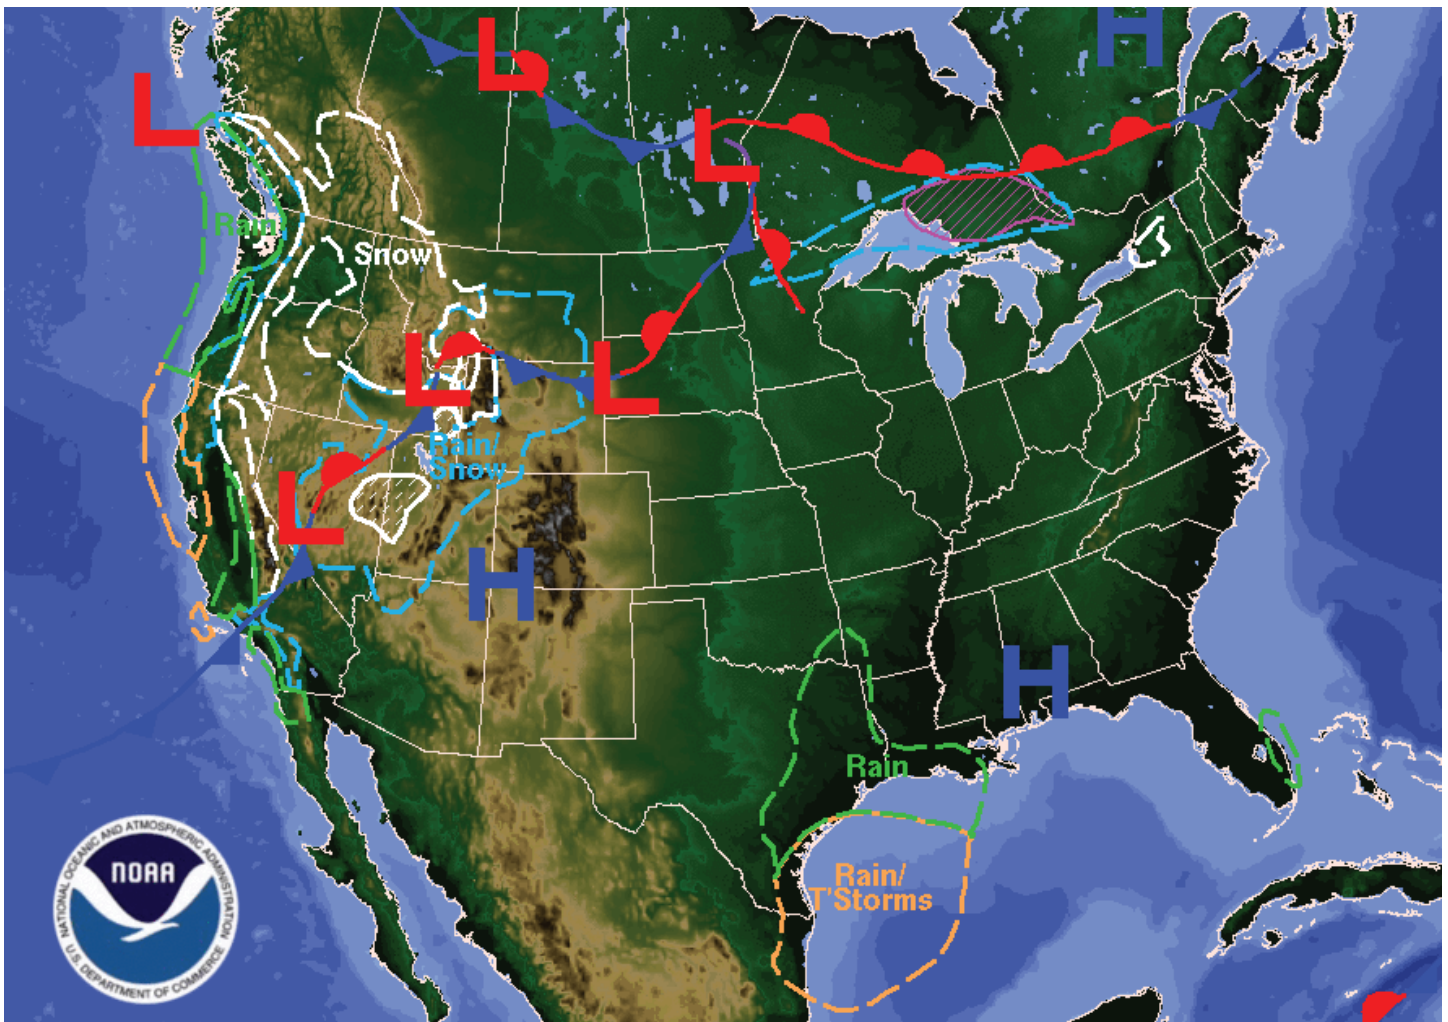 H
L
L
L
Rain
Snow
L
L
Rain/
Snow
L
H
H
Rain
Rain/
T'Storms
NATIONAL OCEANIC AND ATMOSPHERIC ADMINISTRATION
NOAA
U.S. DEPARTMENT OF COMMERCE